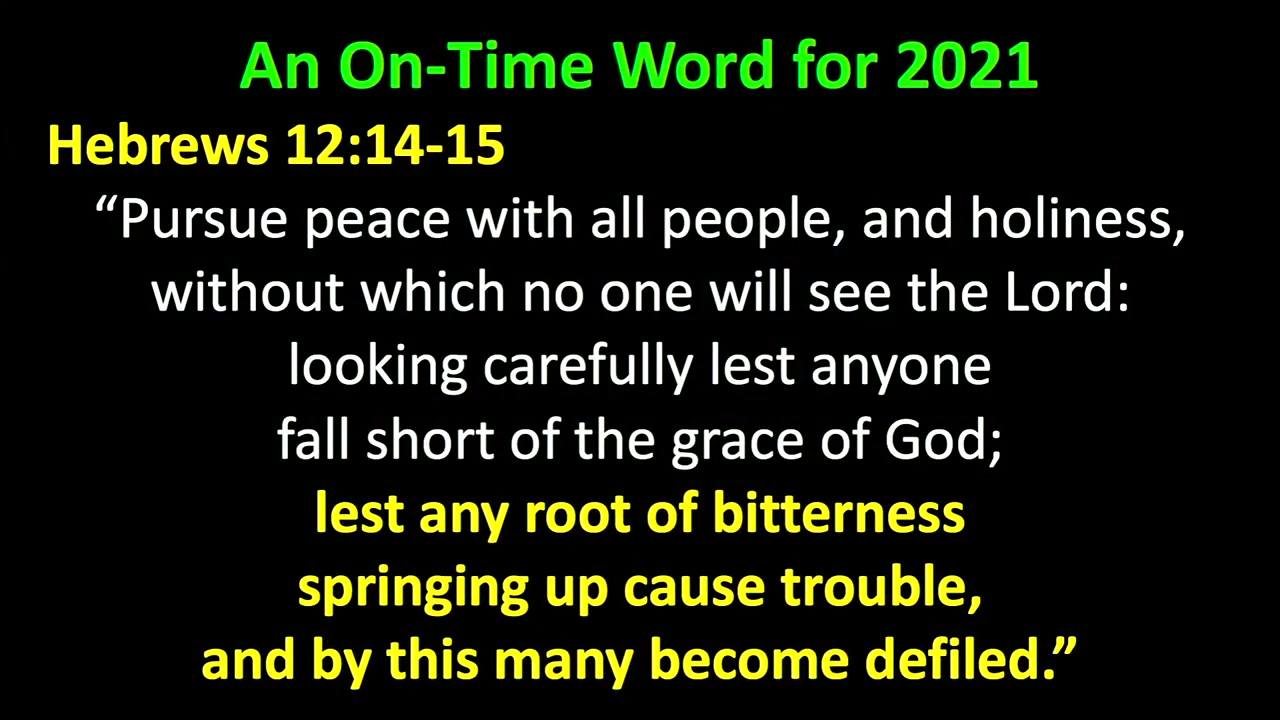 An On-Time Word for 2021
Hebrews 12:14-15
“Pursue peace with all people, and holiness,
without which no one will see the Lord:
looking carefully lest anyone
fall short of the grace of God;
lest any root of bitterness
springing up cause trouble,
and by this many become defiled.”